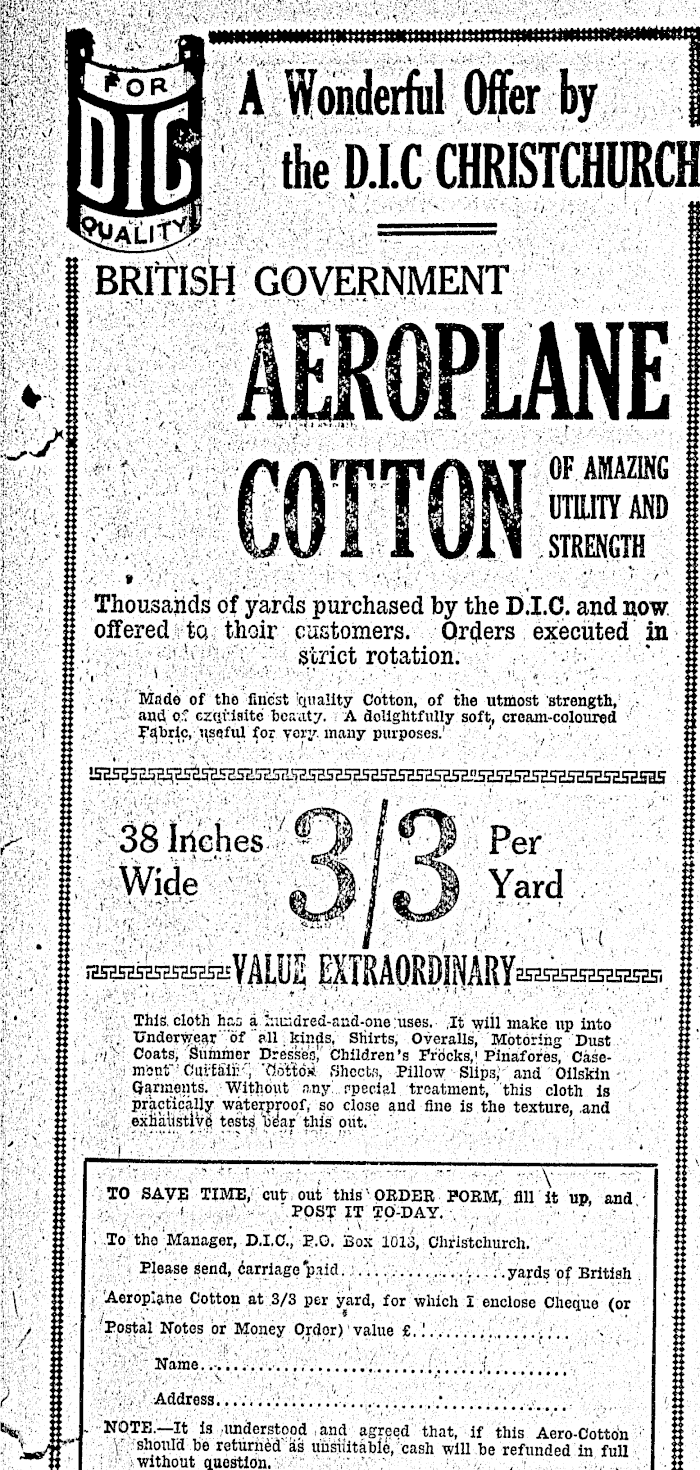 FOR
DIC
QUALITY
A Wonderful Offer by
the D.I.C CHRISTCHURCH
BRITISH GOVERNMENT
AEROPLANE
COTTON
OF AMAZING
UTILITY AND
STRENGTH
Thousands of yards purchased by the D.I.C. and now
offered to their customers. Orders executed in
strict rotation.
Made of the finest quality Cotton, of the utmost strength,
and of exquisite beauty. A delightfully soft, cream-coloured
Fabric, useful for very many purposes.
38 Inches
Wide
3/3
Per
Yard
VALUE EXTRAORDINARY
This cloth has a hundred-and-one uses. It will make up into
Underwear of all kinds, Shirts, Overalls, Motoring Dust
Coats, Summer Dresses, Children's Frocks, Pinafores, Case-
ment Curtain, Cotton Sheets, Pillow Slips, and Oilskin
Garments. Without any special treatment, this cloth is
practically waterproof, so close and fine is the texture, and
exhaustive tests bear this out.
TO SAVE TIME, cut out this ORDER FORM, fill it up, and
POST IT TO-DAY.
To the Manager, D.I.C., P.O. Box 1013, Christchurch.
Please send, carriage paid....................yards of British
Aeroplane Cotton at 3/3 per yard, for which I enclose Cheque (or
Postal Notes or Money Order) value £..................
Name..........................................
Address........................................
NOTE.—It is understood and agreed that, if this Aero-Cotton
should be returned as unsuitable, cash will be refunded in full
without question.